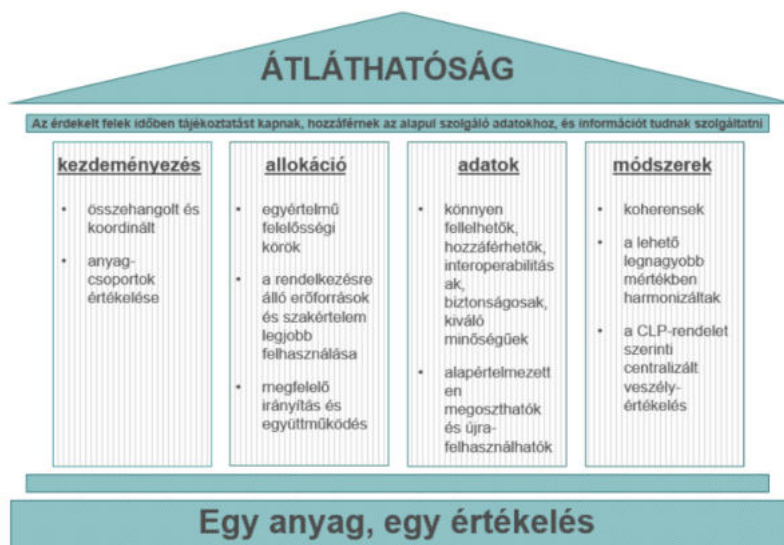 ÁTLÁTHATÓSÁG
Az érdekelt felek időben tájékoztatást kapnak, hozzáférnek az alapul szolgáló adatokhoz, és információt tudnak szolgáltatni
kezdeményezés
• összehangolt és
koordinált
• anyag-
csoportok
értékelése
allokáció
• egyértelmű
felelősségi
körök
• a rendelkezésre
álló erőforrások
és szakértelem
legjobb
felhasználása
• megfelelő
irányítás és
együttműködés
adatok
• könnyen
fellelhetők,
hozzáférhetők,
interoperabilitás
ak,
biztonságosak,
kiváló
minőségűek
• alapértelmezett
en
megoszthatók
és újra-
felhasználhatók
módszerek
• koherensek
• a lehető
legnagyobb
mértékben
harmonizáltak
• a CLP-rendelet
szerinti
centralizált
veszély-
értékelés
Egy anyag, egy értékelés